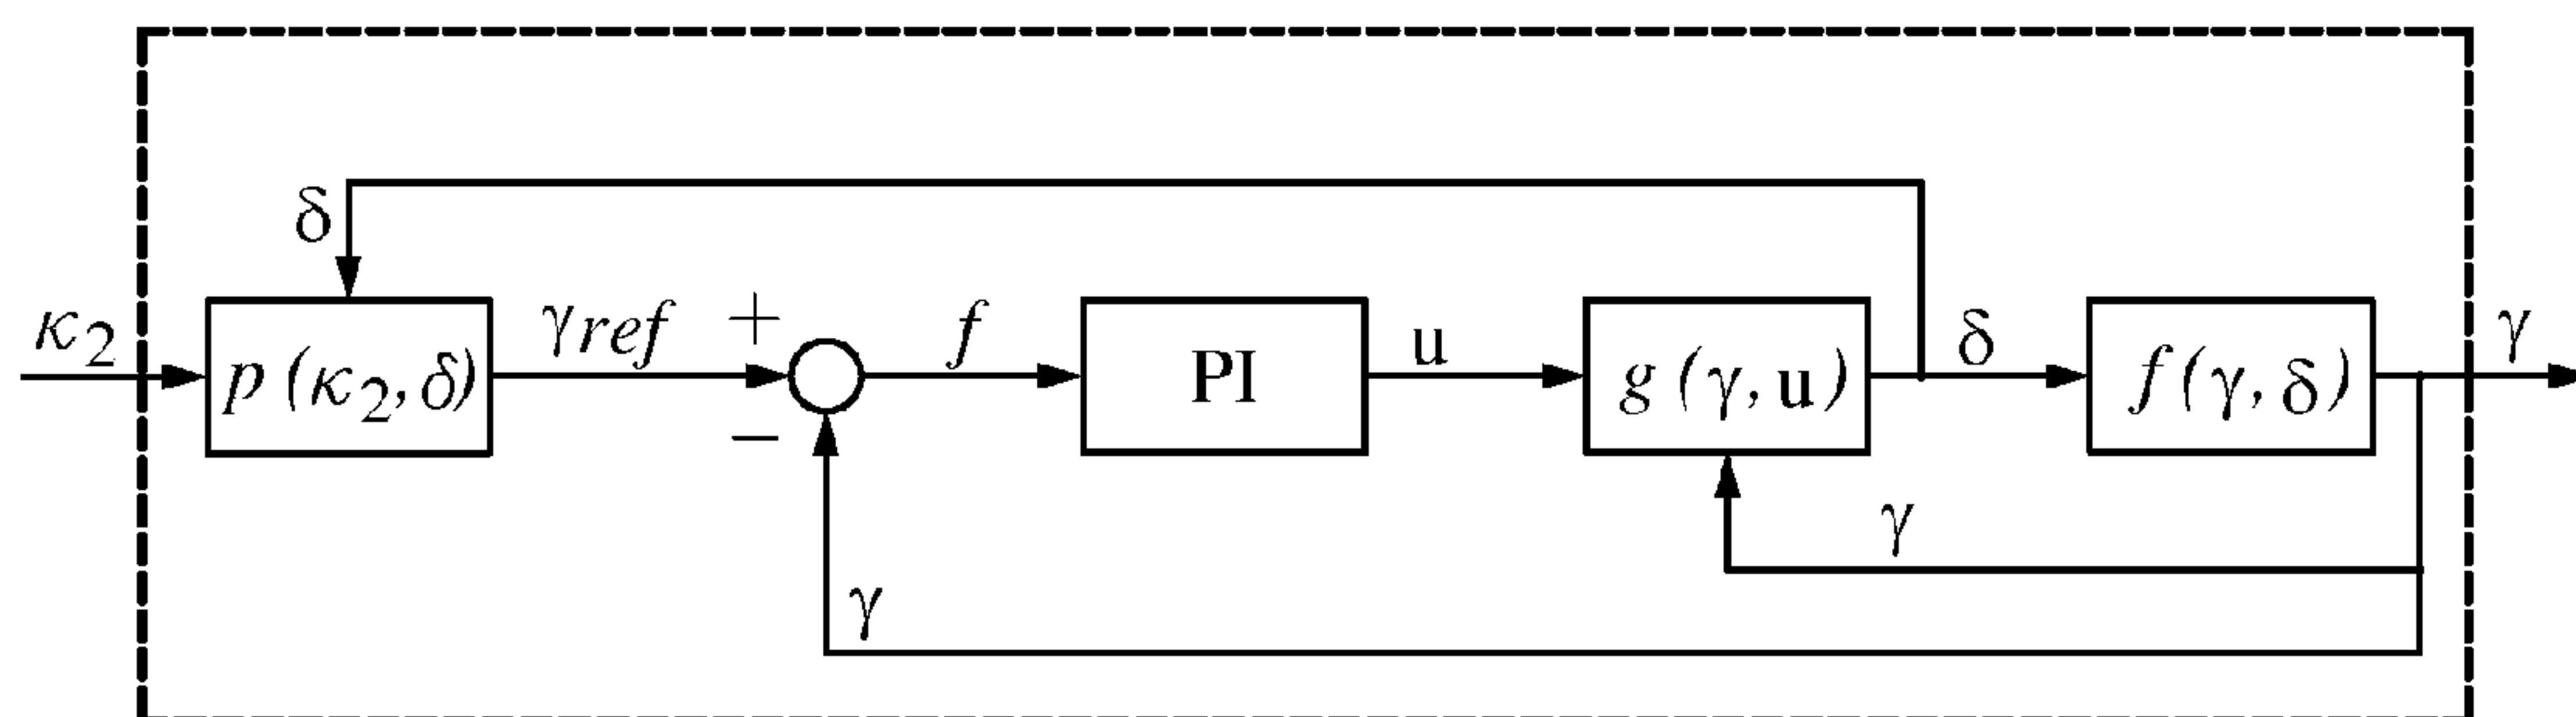 δ
κ2
p (κ2, δ)
γref
+
−
f
PI
u
g (γ, u)
δ
f (γ, δ)
γ
γ
γ